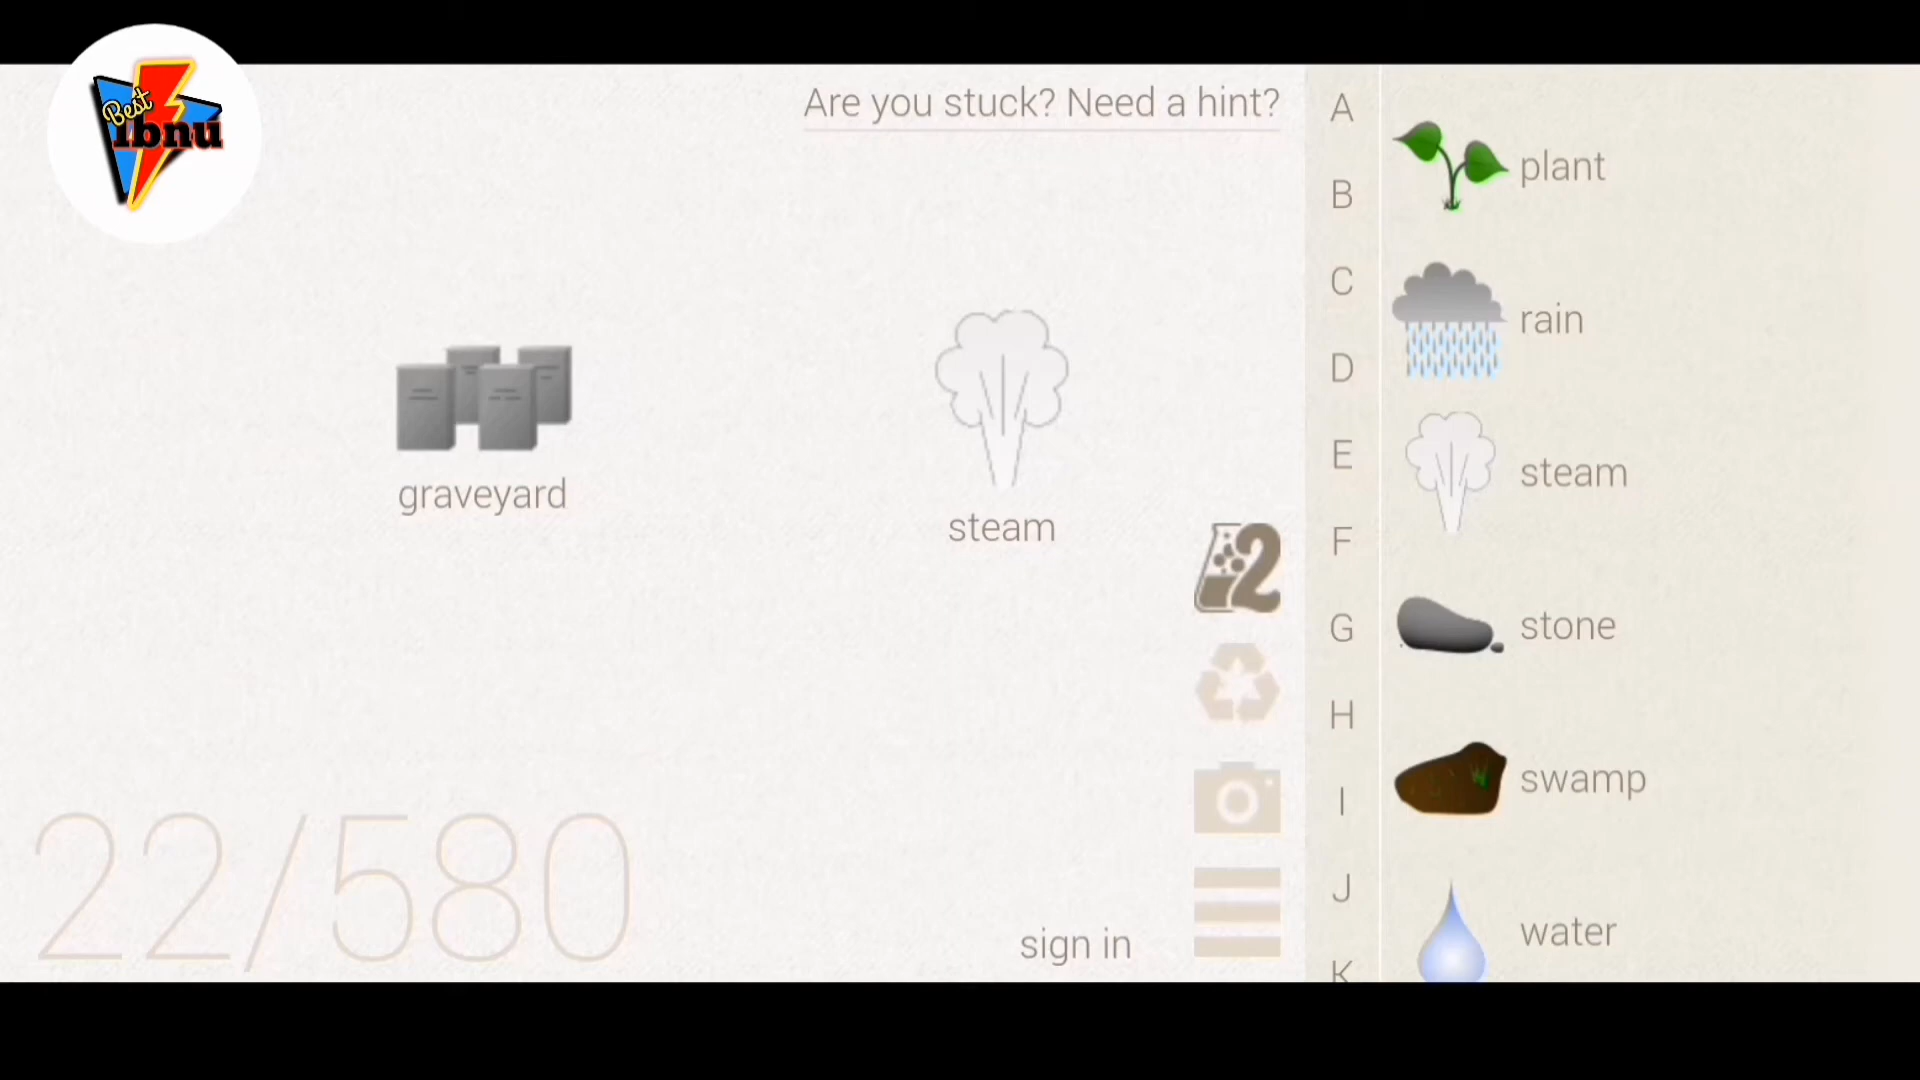 Best
Ibnu
Are you stuck? Need a hint?
graveyard
steam
2
22/580
sign in
A
B
C
D
E
F
G
H
I
J
K
plant
rain
steam
stone
swamp
water